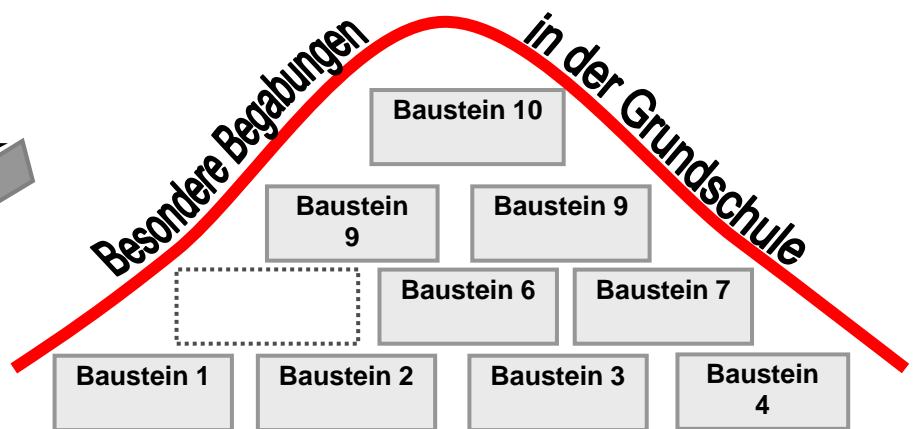 Besondere Begabungen
in der Grundschule
Baustein 10
Baustein
9
Baustein 9
Baustein 6
Baustein 7
Baustein 1
Baustein 2
Baustein 3
Baustein
4